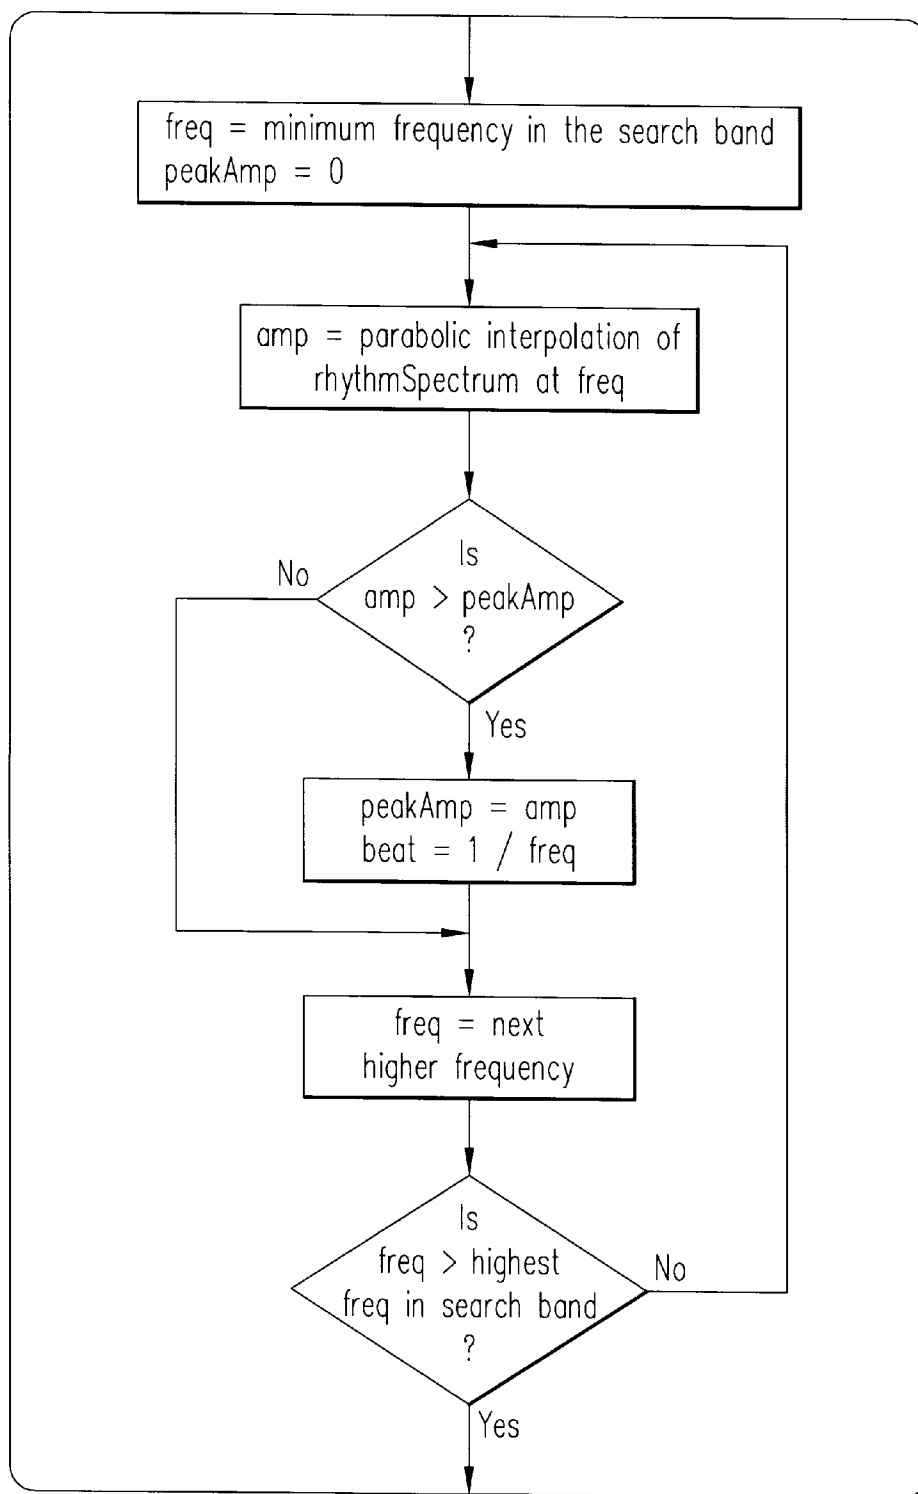 freq = minimum frequency in the search band
peakAmp = 0
amp = parabolic interpolation of
rhythmSpectrum at freq
Is
amp > peakAmp
?
No
Yes
peakAmp = amp
beat = 1 / freq
freq = next
higher frequency
Is
freq > highest
freq in search band
?
No
Yes